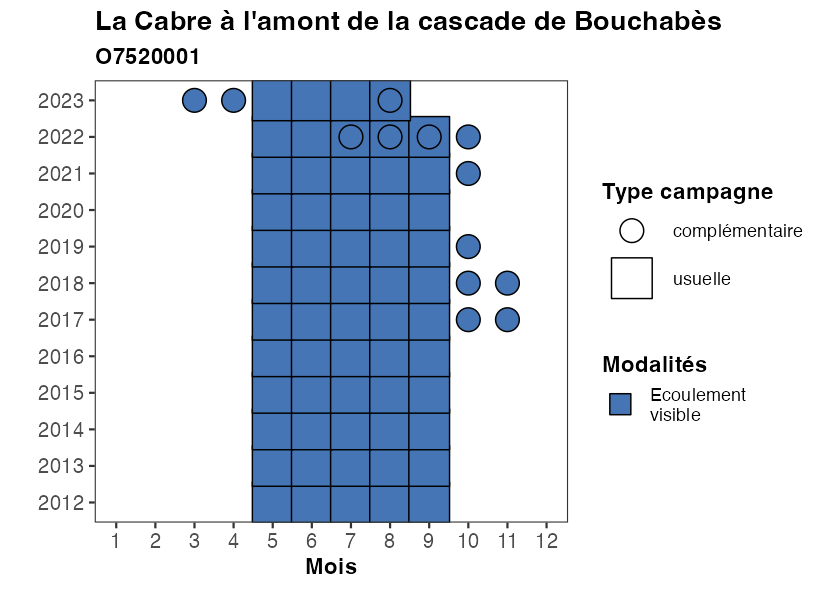 La Cabre à l'amont de la cascade de Bouchabès
O7520001
2023
2022
2021
2020
2019
2018
2017
2016
2015
2014
2013
2012
1 2 3 4 5 6 7 8 9 10 11 12
Mois
Type campagne
complémentaire
usuelle
Modalités
Ecoulement
visible